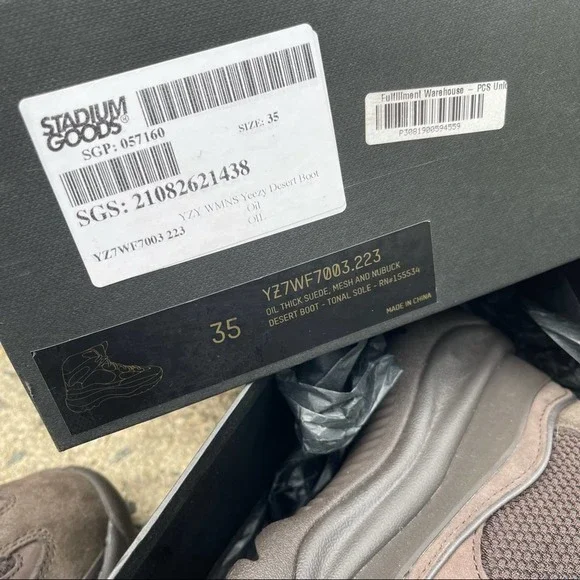 STADIUM
GOODS®
SGP: 057160
SIZE: 35
SGS: 21082621438
YZY WMNS Yeezy Desert Boot
Oil
OIL
YZ7WF7003 223
Fulfillment Warehouse - PCS Uni
P3081900594559
35
YZ7WF7003.223
OIL THICK SUEDE, MESH AND NUBUCK
DESERT BOOT - TONAL SOLE - RN#155534
MADE IN CHINA